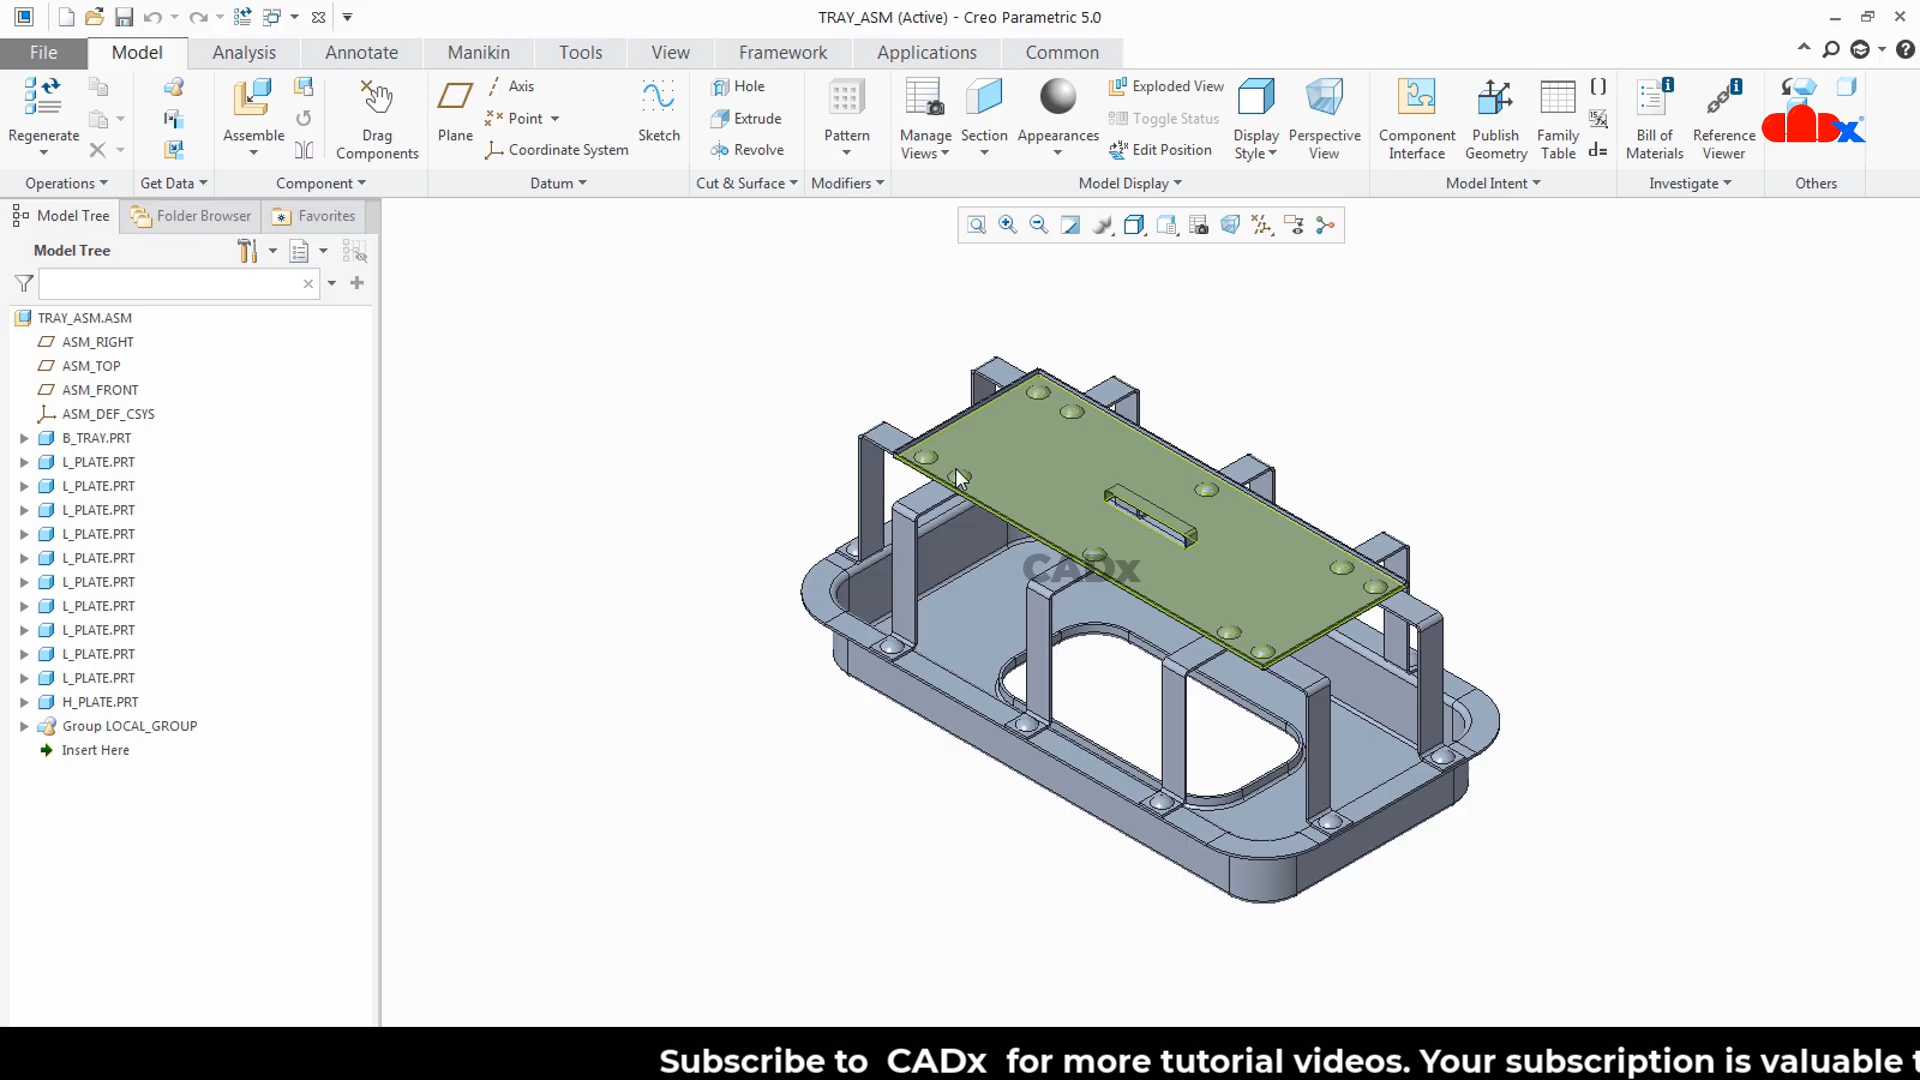 TRAY_ASM (Active) - Creo Parametric 5.0
File Model Analysis Annotate Manikin Tools View Framework Applications Common
Regenerate
Assemble
Drag Components
Plane
Axis
Point
Coordinate System
Sketch
Hole
Extrude
Revolve
Pattern
Manage Views
Section
Appearances
Exploded View
Toggle Status
Edit Position
Display Style
Perspective View
Component Interface
Publish Geometry
Family Table
Bill of Materials
Reference Viewer
cadx
Operations Get Data Component Datum Cut & Surface Modifiers Model Display Model Intent Investigate Others
Model Tree Folder Browser Favorites
Model Tree
TRAY_ASM.ASM
ASM_RIGHT
ASM_TOP
ASM_FRONT
ASM_DEF_CSYS
B_TRAY.PRT
L_PLATE.PRT
L_PLATE.PRT
L_PLATE.PRT
L_PLATE.PRT
L_PLATE.PRT
L_PLATE.PRT
L_PLATE.PRT
L_PLATE.PRT
L_PLATE.PRT
L_PLATE.PRT
H_PLATE.PRT
Group LOCAL_GROUP
Insert Here
CADx
Subscribe to CADx for more tutorial videos. Your subscription is valuable